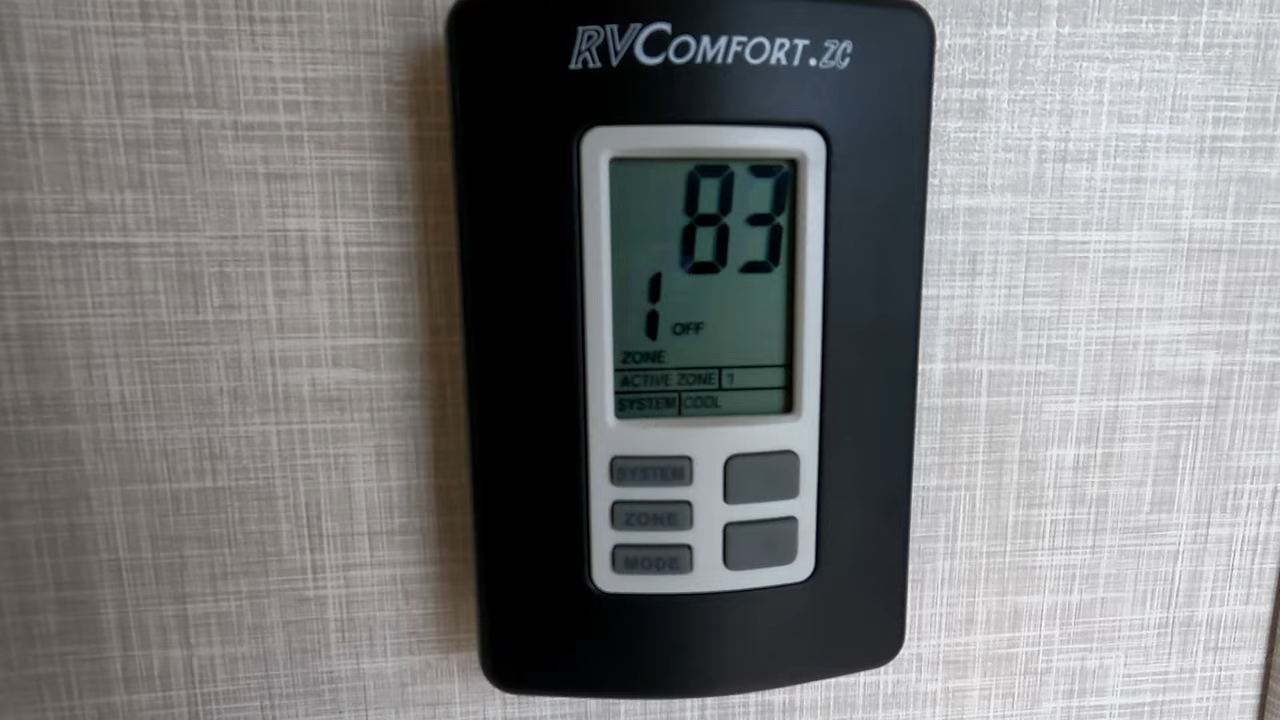 RVCOMFORT.ZC
83
1 OFF
ZONE
ACTIVE ZONE 1
SYSTEM COOL
SYSTEM
ZONE
MODE